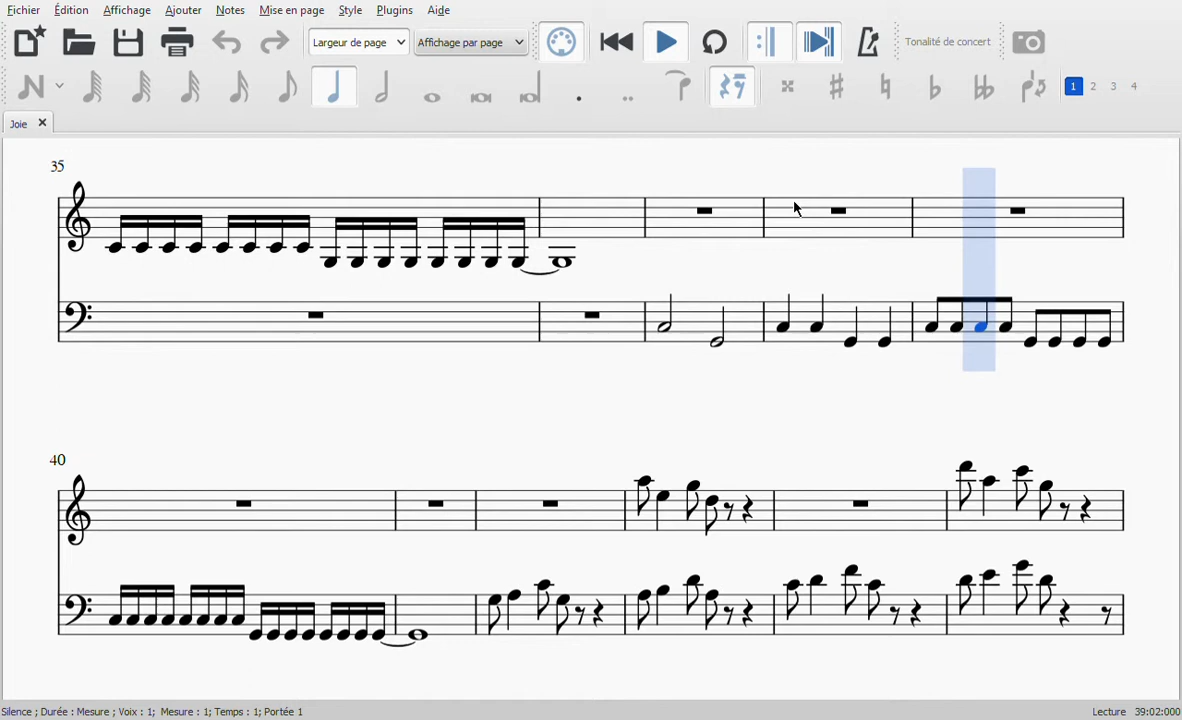 Fichier Édition Affichage Ajouter Notes Mise en page Style Plugins Aide
Largeur de page Affichage par page Tonalité de concert
1 2 3 4
Joie
35
40
Silence ; Durée : Mesure ; Voix : 1; Mesure : 1; Temps : 1; Portée 1 Lecture 39:02:000